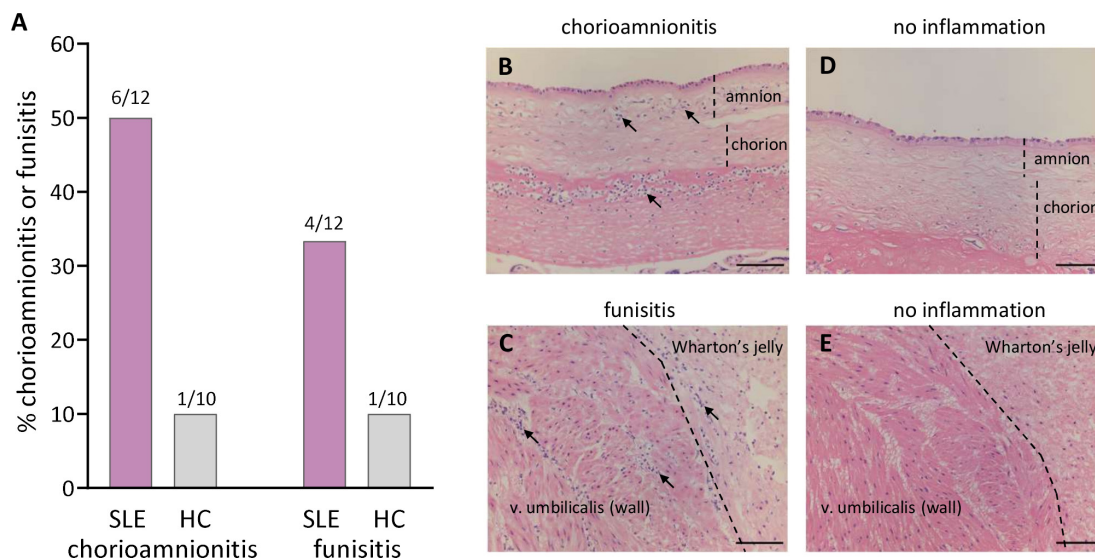 A
% chorioamnionitis or funisitis
60
50
40
30
20
10
0
6/12
1/10
4/12
1/10
SLE HC SLE HC
chorioamnionitis funisitis
chorioamnionitis
B
amnion
chorion
no inflammation
D
amnion
chorion
funisitis
C
Wharton's jelly
v. umbilicalis (wall)
no inflammation
E
Wharton's jelly
v. umbilicalis (wall)